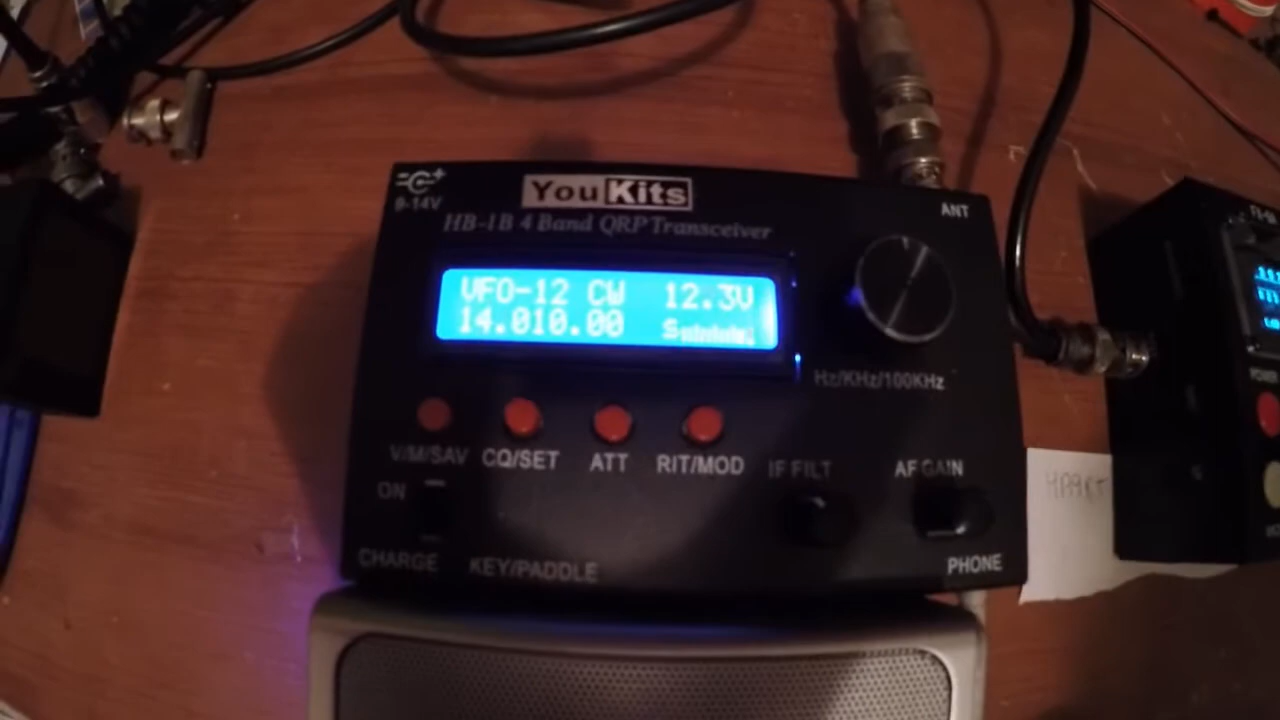 YouKits
9-14V
ANT
HB-1B 4 Band QRP Transceiver
VFO-12 CW 12.3V
14.010.00 S
Hz/KHz/100KHz
V/M/SAV CQ/SET ATT RIT/MOD IF FILT AF GAIN
ON
CHARGE KEY/PADDLE PHONE